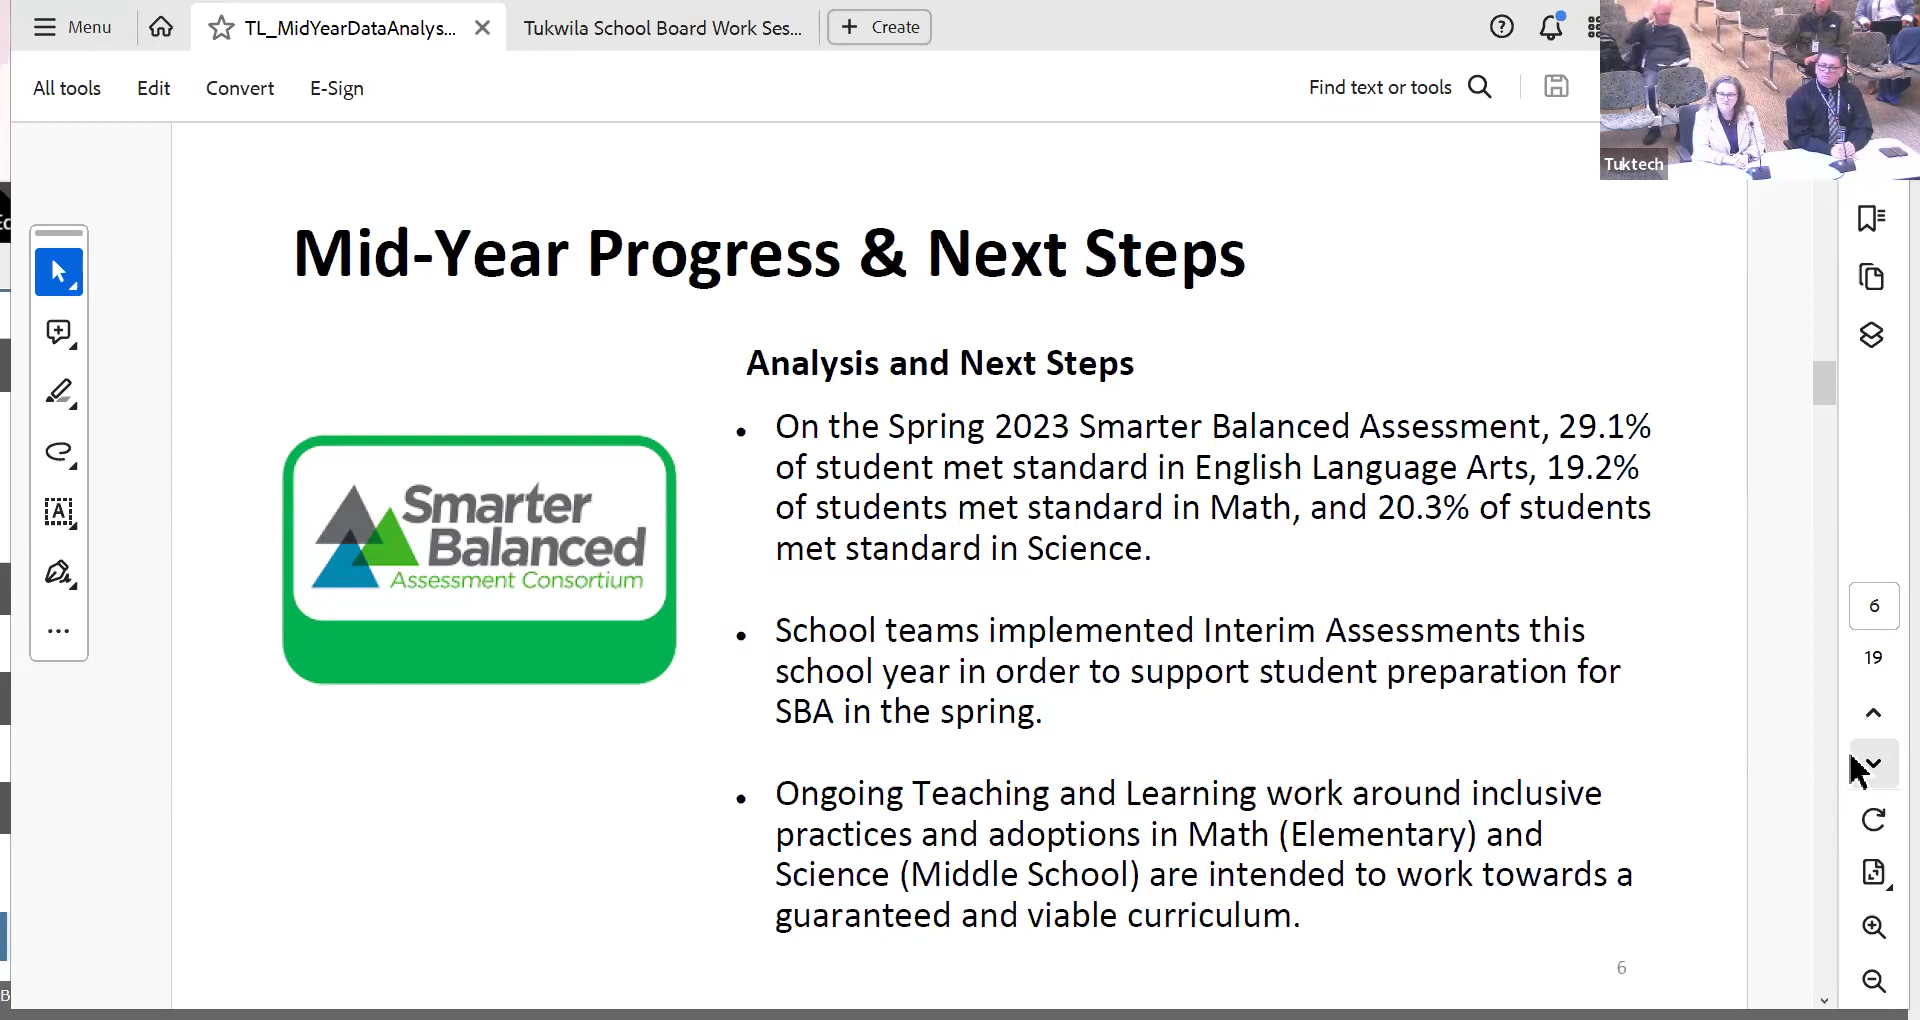 Menu
TL_MidYearDataAnalys...
Tukwila School Board Work Ses...
Create
All tools
Edit
Convert
E-Sign
Find text or tools
Tuktech
Mid-Year Progress & Next Steps
Analysis and Next Steps
• On the Spring 2023 Smarter Balanced Assessment, 29.1%
of student met standard in English Language Arts, 19.2%
of students met standard in Math, and 20.3% of students
met standard in Science.
Smarter
Balanced
Assessment Consortium
• School teams implemented Interim Assessments this
school year in order to support student preparation for
SBA in the spring.
• Ongoing Teaching and Learning work around inclusive
practices and adoptions in Math (Elementary) and
Science (Middle School) are intended to work towards a
guaranteed and viable curriculum.
6
6
19